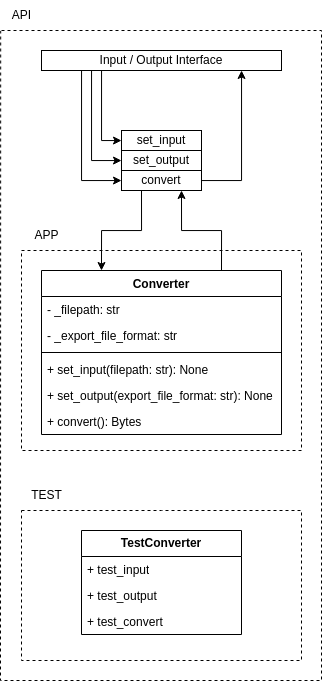 API
Input / Output Interface
set_input
set_output
convert
APP
Converter
- _filepath: str
- _export_file_format: str
+ set_input(filepath: str): None
+ set_output(export_file_format: str): None
+ convert(): Bytes
TEST
TestConverter
+ test_input
+ test_output
+ test_convert